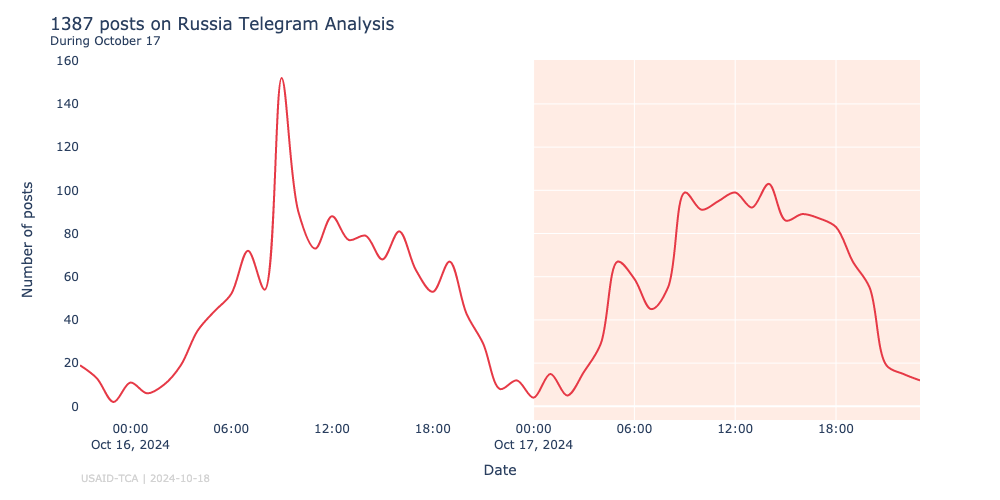 1387 posts on Russia Telegram Analysis
During October 17
160
140
120
100
80
60
40
20
0
Number of posts
00:00 06:00 12:00 18:00 00:00 06:00 12:00 18:00
Oct 16, 2024 Oct 17, 2024
Date
USAID-TCA | 2024-10-18